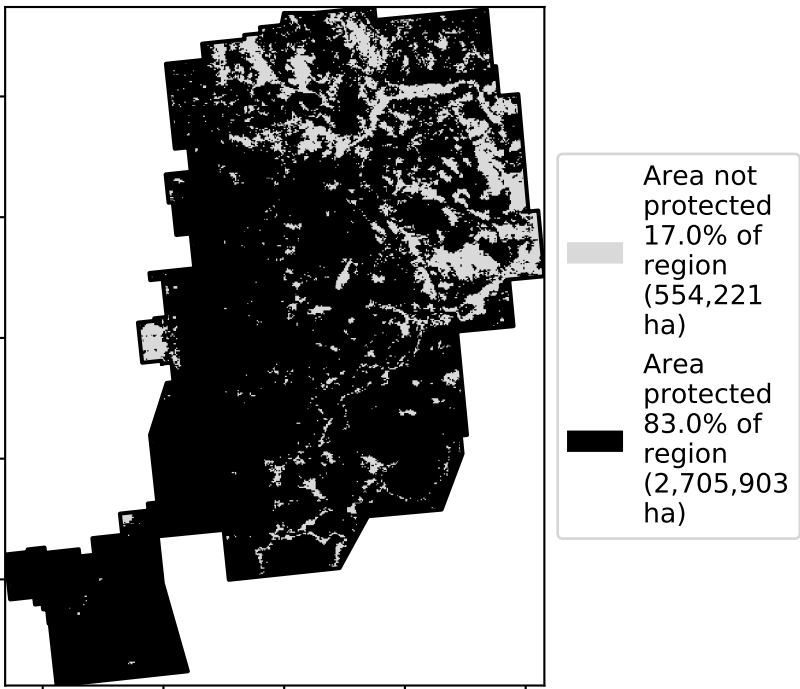 Area not
protected
17.0% of
region
(554,221
ha)
Area
protected
83.0% of
region
(2,705,903
ha)